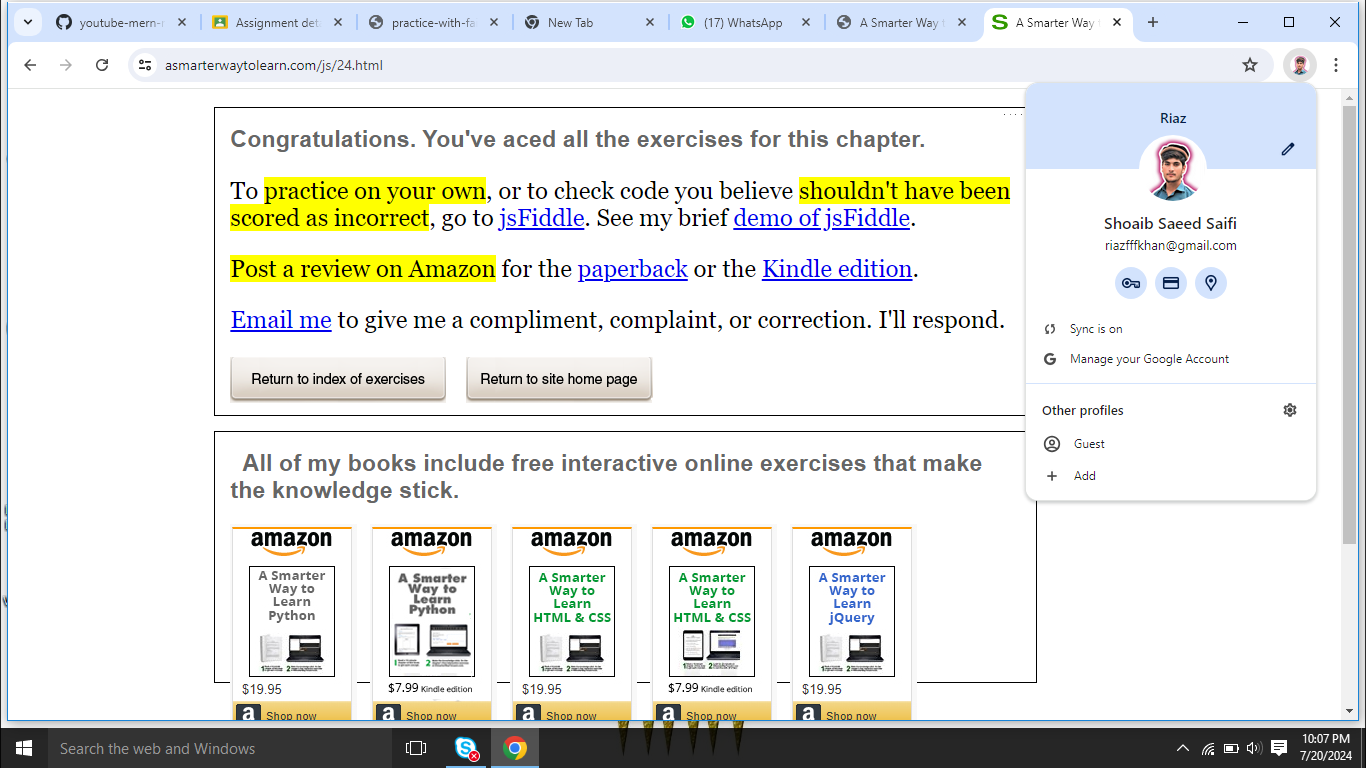 youtube-mern-r
Assignment det
practice-with-fa
New Tab
(17) WhatsApp
A Smarter Way t
A Smarter Way t
asmarterwaytolearn.com/js/24.html
Congratulations. You've aced all the exercises for this chapter.
To practice on your own, or to check code you believe shouldn't have been
scored as incorrect, go to jsFiddle. See my brief demo of jsFiddle.
Post a review on Amazon for the paperback or the Kindle edition.
Email me to give me a compliment, complaint, or correction. I'll respond.
Return to index of exercises
Return to site home page
Riaz
Shoaib Saeed Saifi
riazfffkhan@gmail.com
Sync is on
Manage your Google Account
Other profiles
Guest
Add
All of my books include free interactive online exercises that make
the knowledge stick.
amazon
A Smarter
Way to
Learn
Python
$19.95
Shop now
amazon
A Smarter
Way to
Learn
Python
$7.99 Kindle edition
Shop now
amazon
A Smarter
Way to
Learn
HTML & CSS
$19.95
Shop now
amazon
A Smarter
Way to
Learn
HTML & CSS
$7.99 Kindle edition
Shop now
amazon
A Smarter
Way to
Learn
jQuery
$19.95
Shop now
Search the web and Windows
10:07 PM
7/20/2024